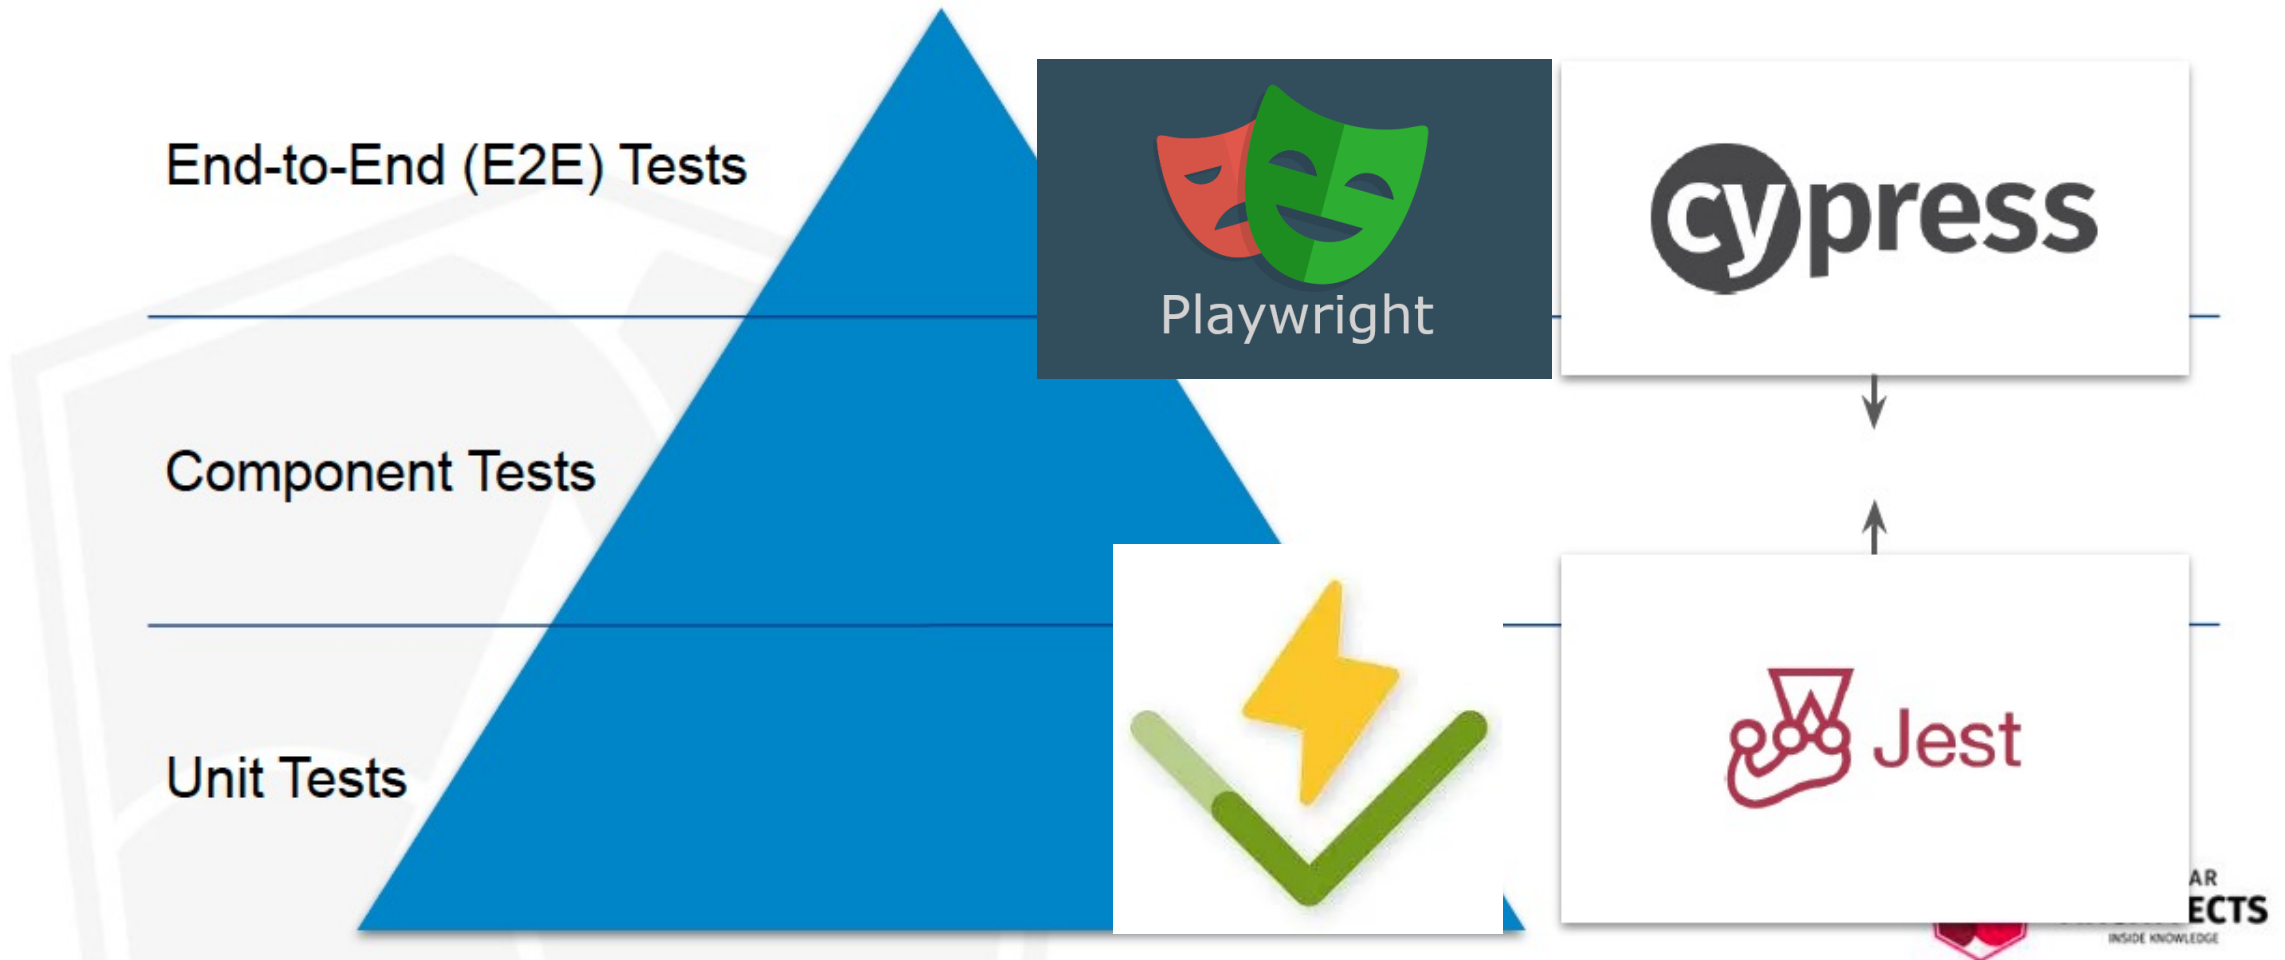 End-to-End (E2E) Tests
Playwright
cypress
Component Tests
Unit Tests
Jest
INSIDE KNOWLEDGE